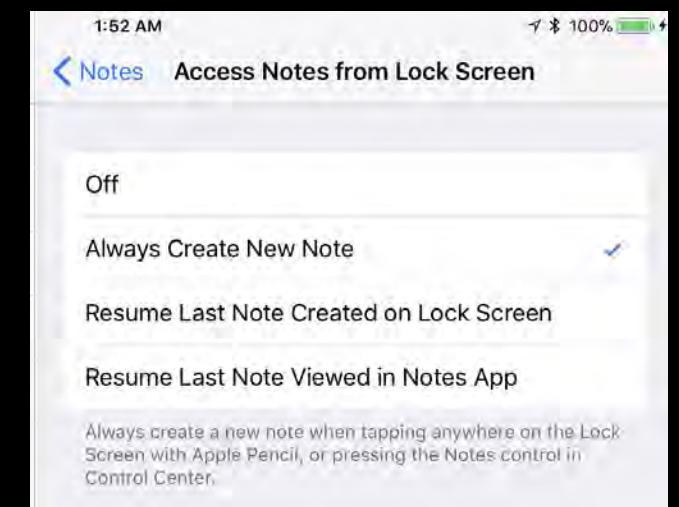 1:52 AM 100%
Notes Access Notes from Lock Screen
Off
Always Create New Note
Resume Last Note Created on Lock Screen
Resume Last Note Viewed in Notes App
Always create a new note when tapping anywhere on the Lock
Screen with Apple Pencil, or pressing the Notes control in
Control Center.